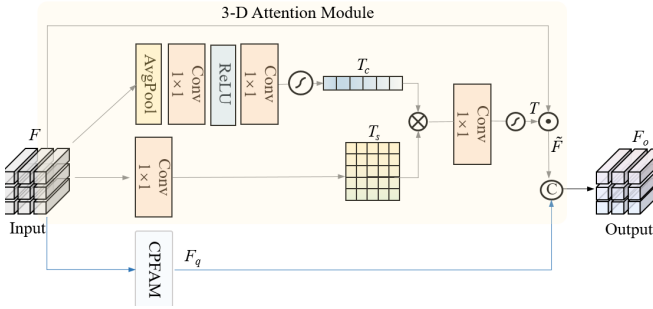 3-D Attention Module
AvgPool
Conv
1×1
ReLU
Conv
1×1
T_c
Conv
1×1
T
F
T_s
F̃
F_o
Conv
1×1
C
Input
Output
CPFAM
F_q